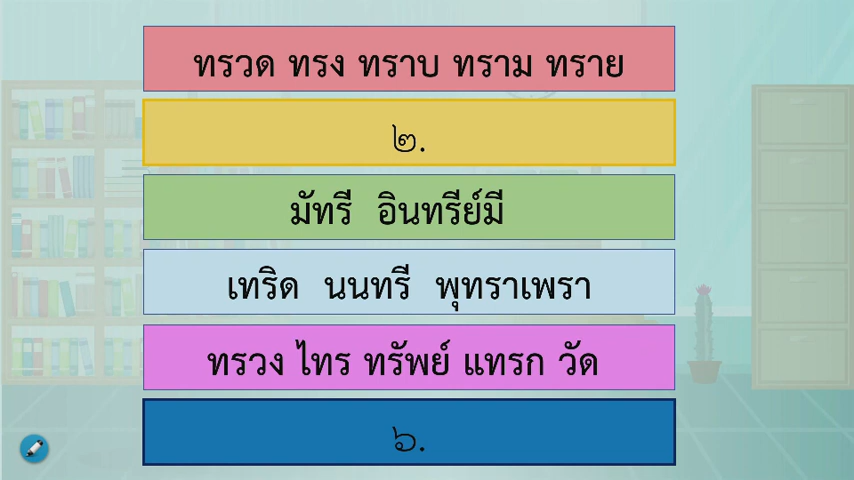 ทรวด ทรง ทราบ ทราม ทราย
๒.
มัทรี อินทรีย์มี
เทริด นนทรี พุทราเพรา
ทรวง ไทร ทรัพย์ แทรก วัด
๖.